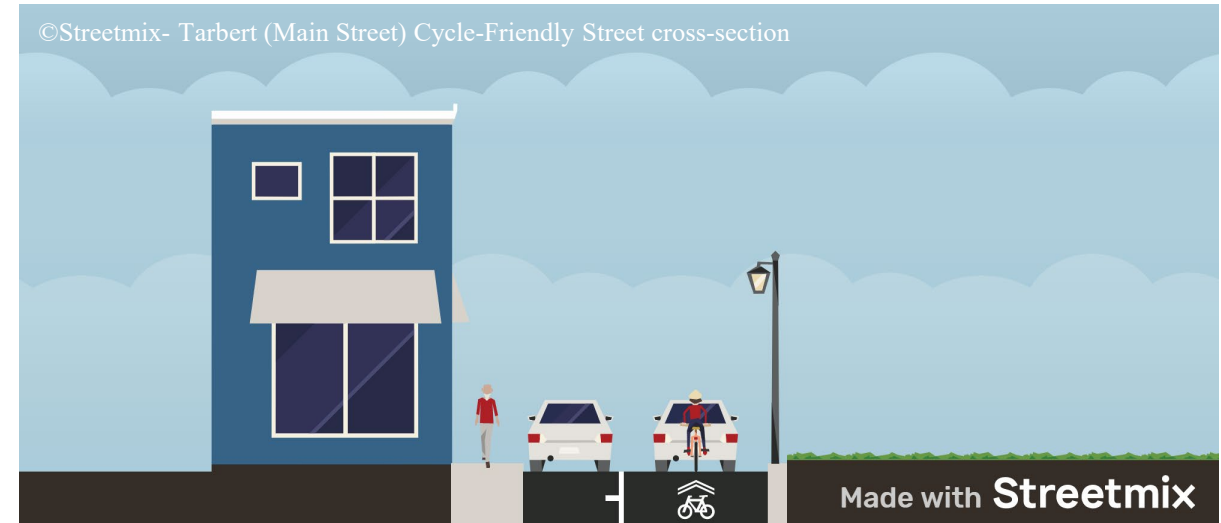 ©Streetmix- Tarbert (Main Street) Cycle-Friendly Street cross-section
Made with Streetmix